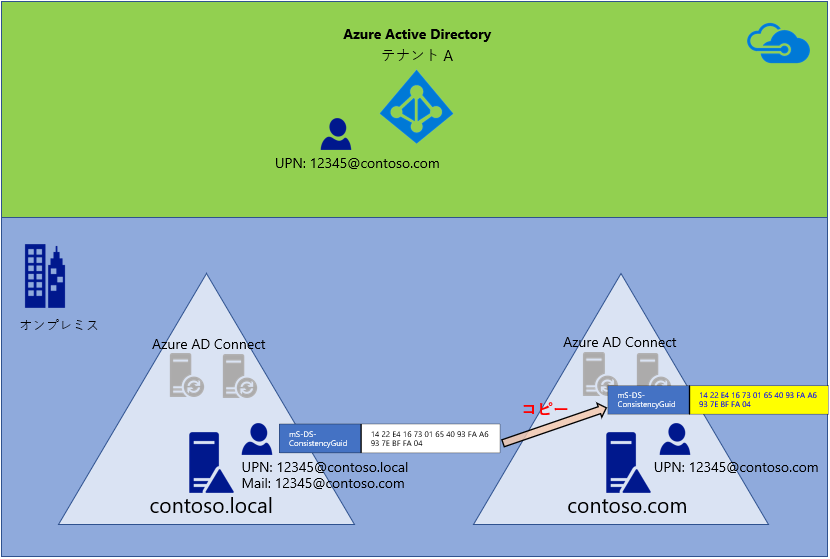 Azure Active Directory
テナント A
UPN: 12345@contoso.com
オンプレミス
Azure AD Connect
mS-DS-
ConsistencyGuid
14 22 E4 16 73 01 65 40 93 FA A6
93 7E BF FA 04
UPN: 12345@contoso.local
Mail: 12345@contoso.com
contoso.local
コピー
Azure AD Connect
mS-DS-
ConsistencyGuid
14 22 E4 16 73 01 65 40 93 FA A6
93 7E BF FA 04
UPN: 12345@contoso.com
contoso.com